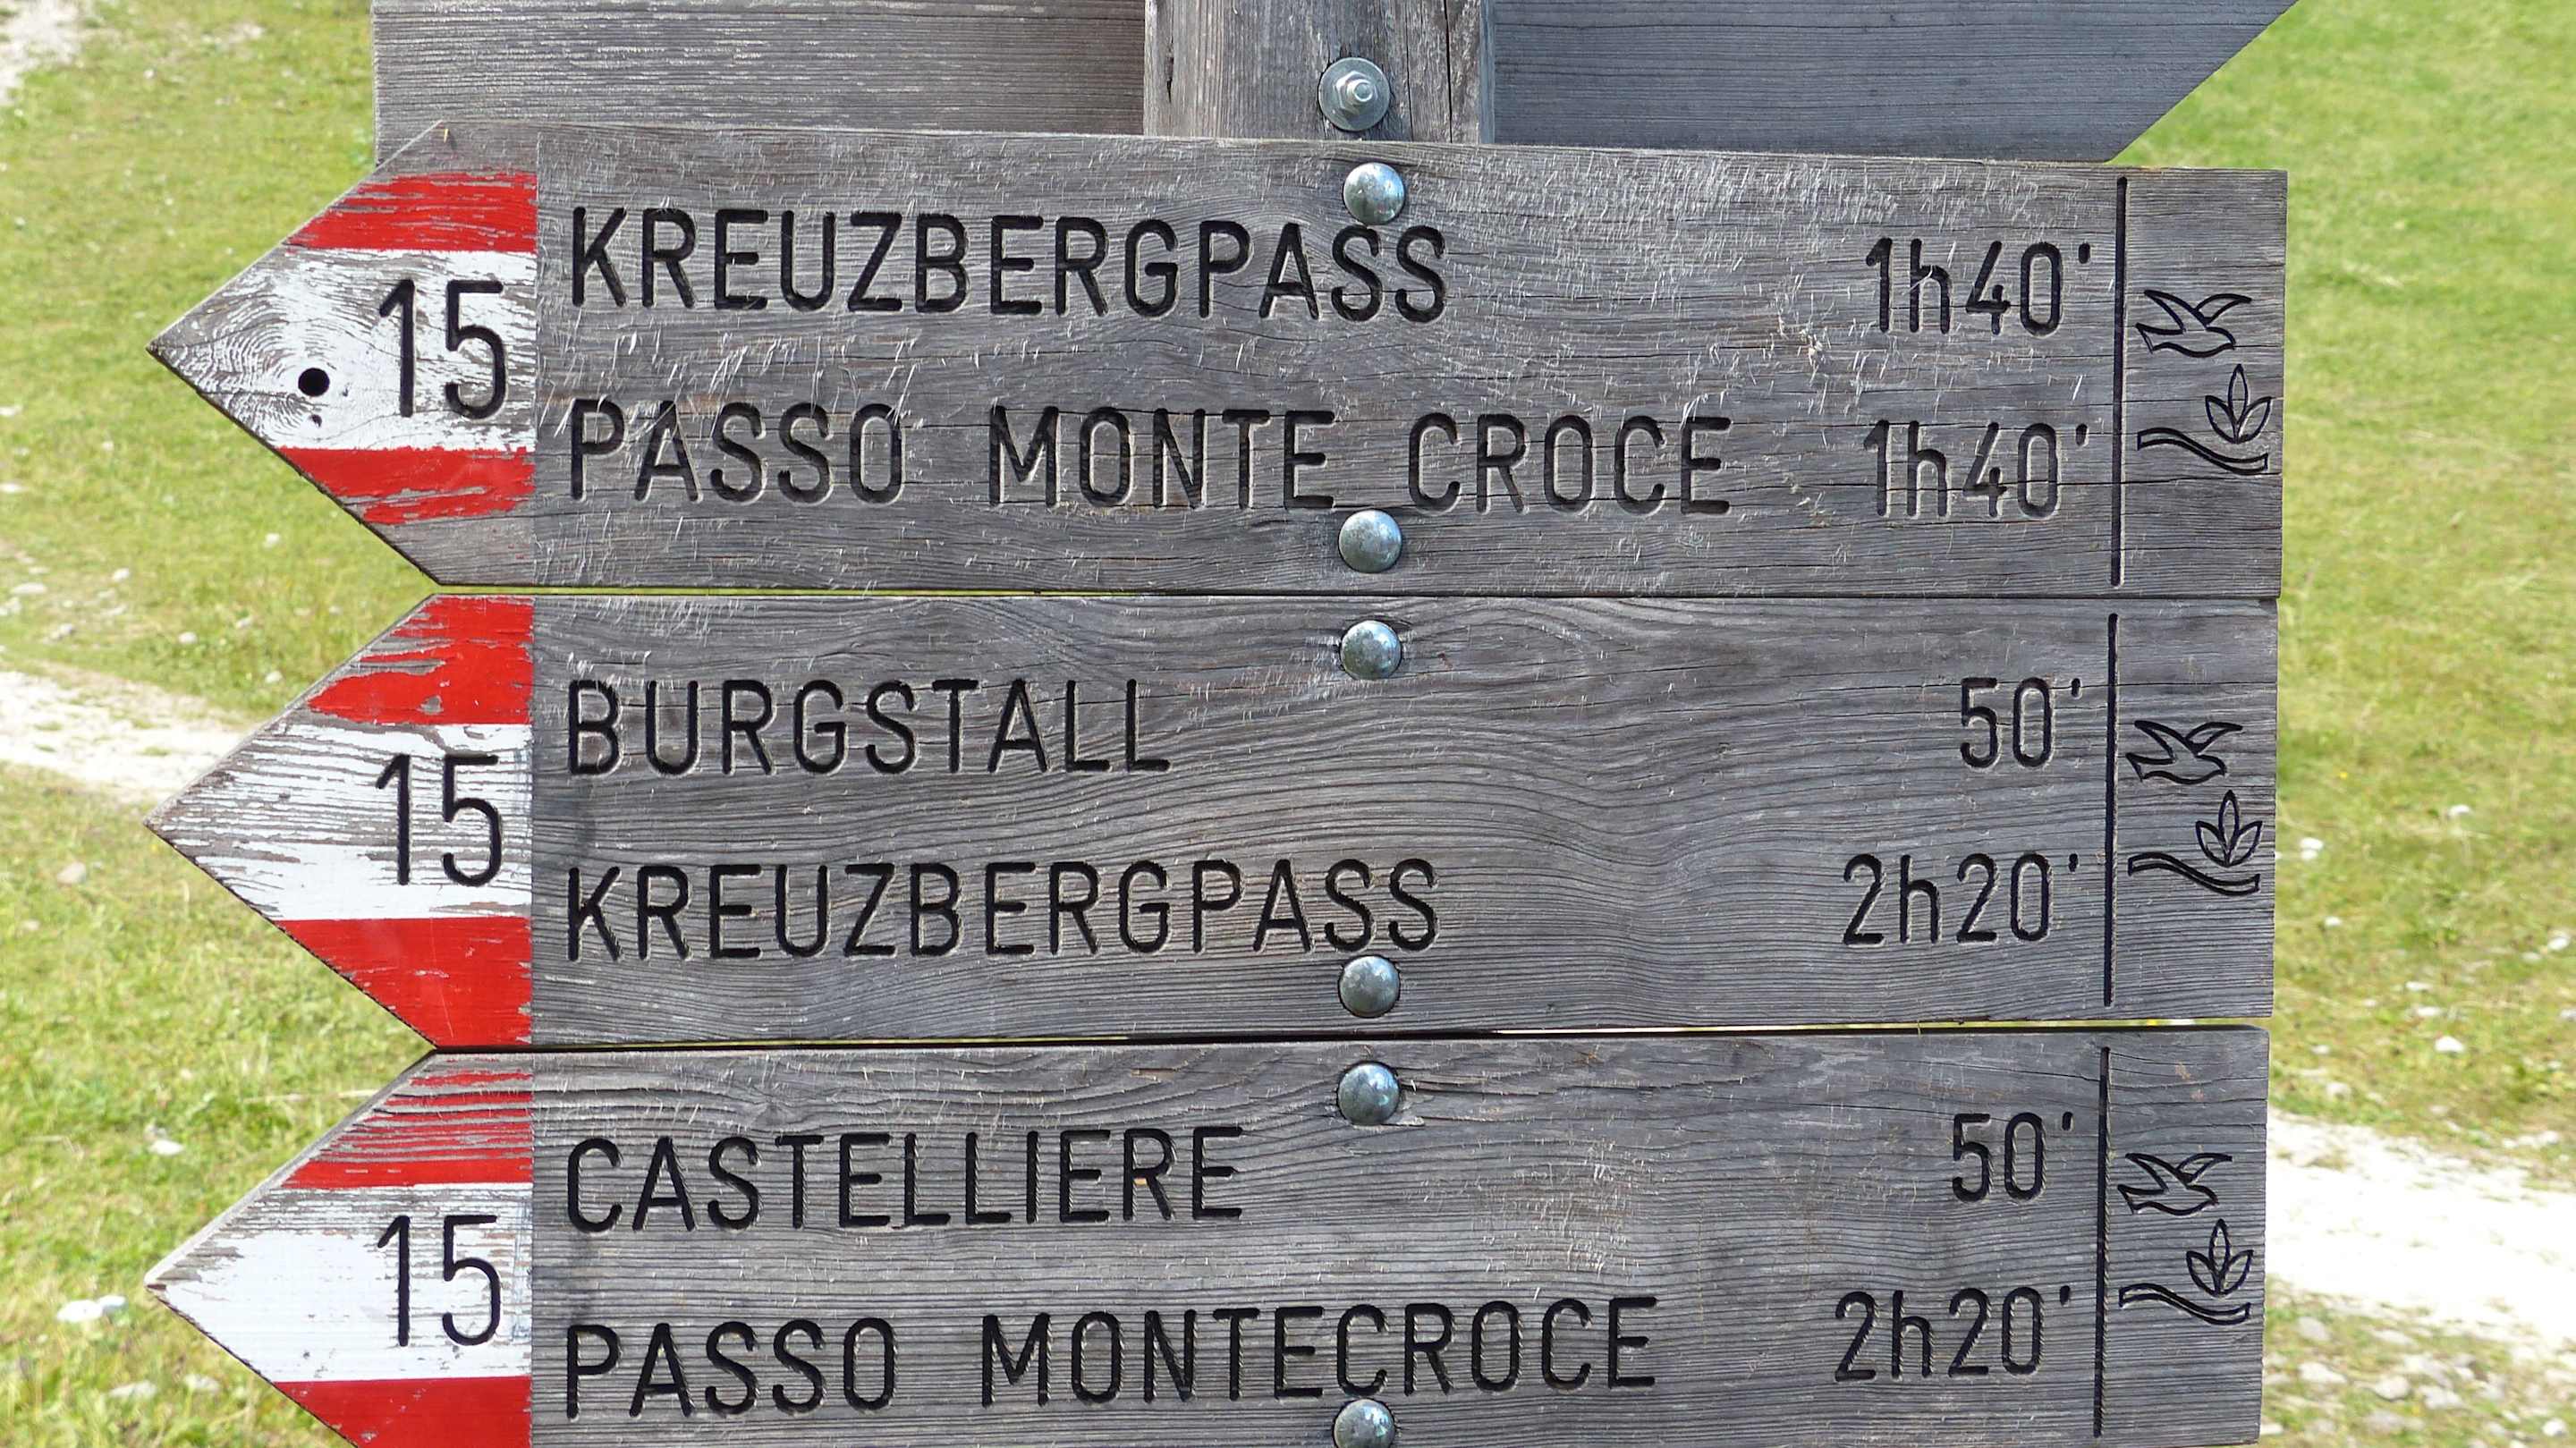 15
KREUZBERGPASS 1h40'
PASSO MONTE CROCE 1h40'
15
BURGSTALL 50'
KREUZBERGPASS 2h20'
15
CASTELLIERE 50'
PASSO MONTECROCE 2h20'